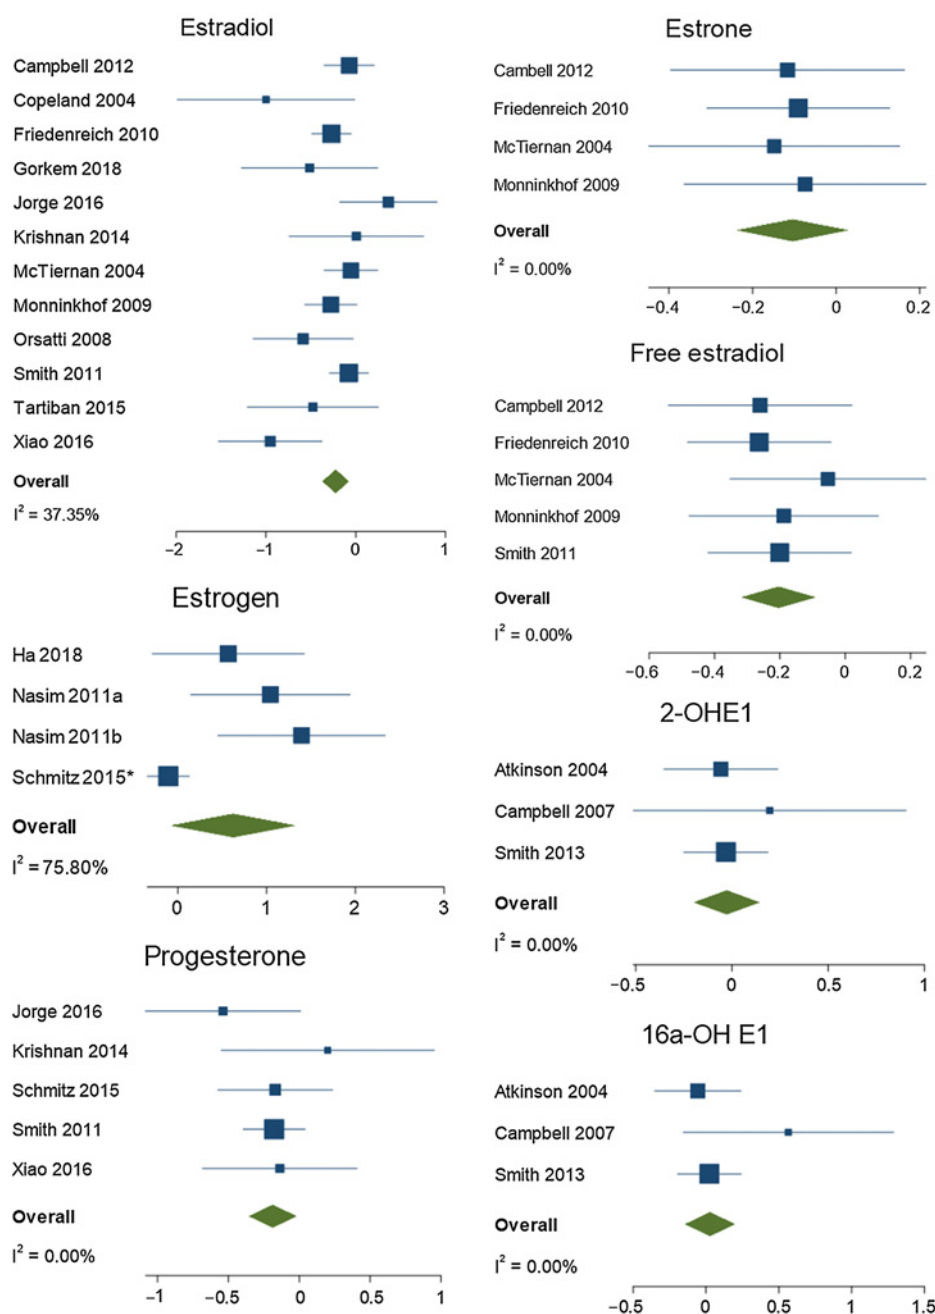 Estradiol
Campbell 2012
Copeland 2004
Friedenreich 2010
Gorkem 2018
Jorge 2016
Krishnan 2014
McTiernan 2004
Monninkhof 2009
Orsatti 2008
Smith 2011
Tartiban 2015
Xiao 2016
Overall
I² = 37.35%
−2 −1 0 1
Estrogen
Ha 2018
Nasim 2011a
Nasim 2011b
Schmitz 2015*
Overall
I² = 75.80%
0 1 2 3
Progesterone
Jorge 2016
Krishnan 2014
Schmitz 2015
Smith 2011
Xiao 2016
Overall
I² = 0.00%
−1 −0.5 0 0.5 1
Estrone
Cambell 2012
Friedenreich 2010
McTiernan 2004
Monninkhof 2009
Overall
I² = 0.00%
−0.4 −0.2 0 0.2
Free estradiol
Campbell 2012
Friedenreich 2010
McTiernan 2004
Monninkhof 2009
Smith 2011
Overall
I² = 0.00%
−0.6 −0.4 −0.2 0 0.2
2-OHE1
Atkinson 2004
Campbell 2007
Smith 2013
Overall
I² = 0.00%
−0.5 0 0.5 1
16a-OH E1
Atkinson 2004
Campbell 2007
Smith 2013
Overall
I² = 0.00%
−0.5 0 0.5 1 1.5